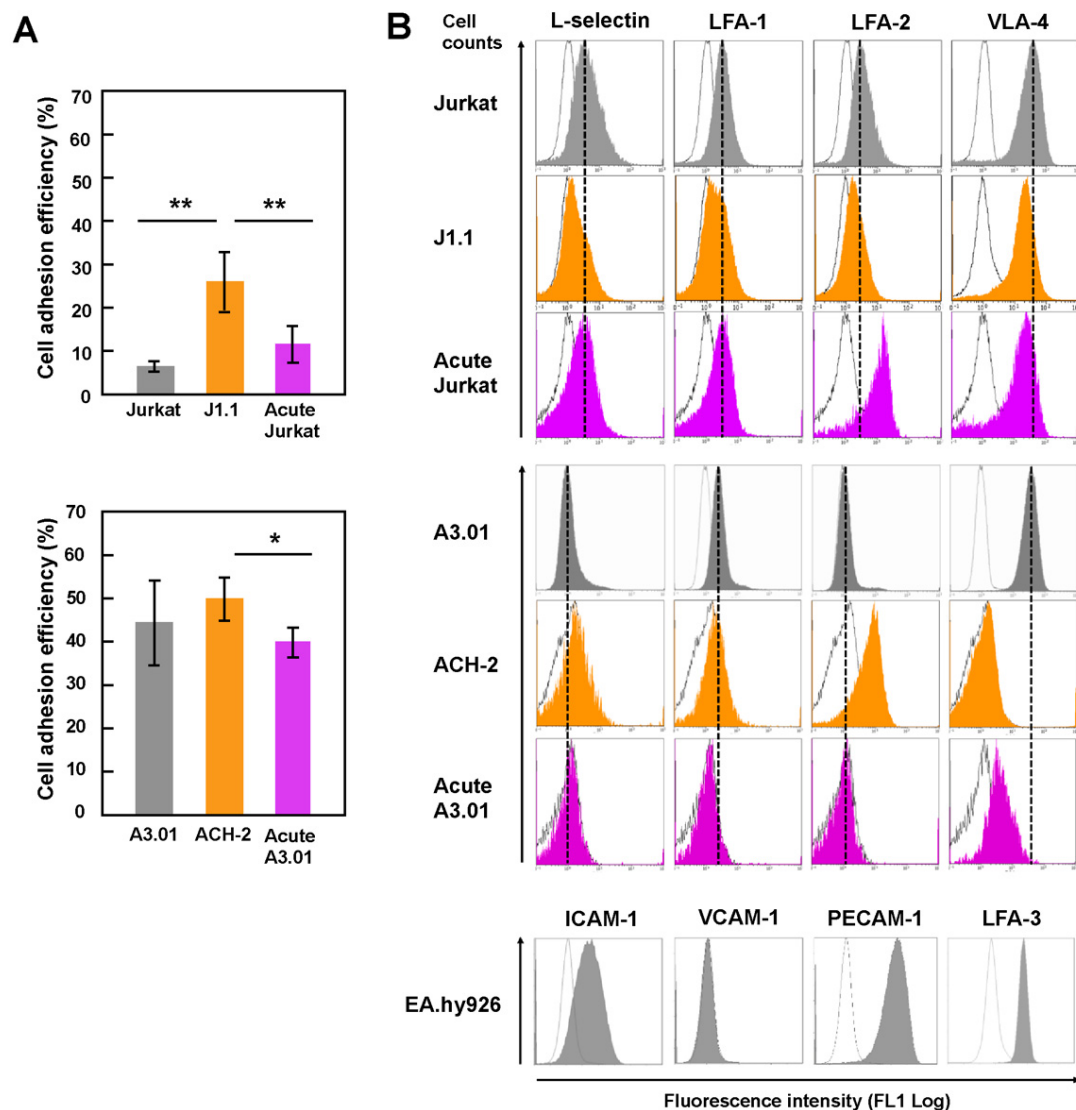 A
Cell adhesion efficiency (%)
70
60
50
40
30
20
10
0
** **
Jurkat J1.1 Acute
Jurkat
Cell adhesion efficiency (%)
70
60
50
40
30
20
10
0
*
A3.01 ACH-2 Acute
A3.01
B
Cell
counts
L-selectin LFA-1 LFA-2 VLA-4
Jurkat
J1.1
Acute
Jurkat
A3.01
ACH-2
Acute
A3.01
ICAM-1 VCAM-1 PECAM-1 LFA-3
EA.hy926
Fluorescence intensity (FL1 Log)